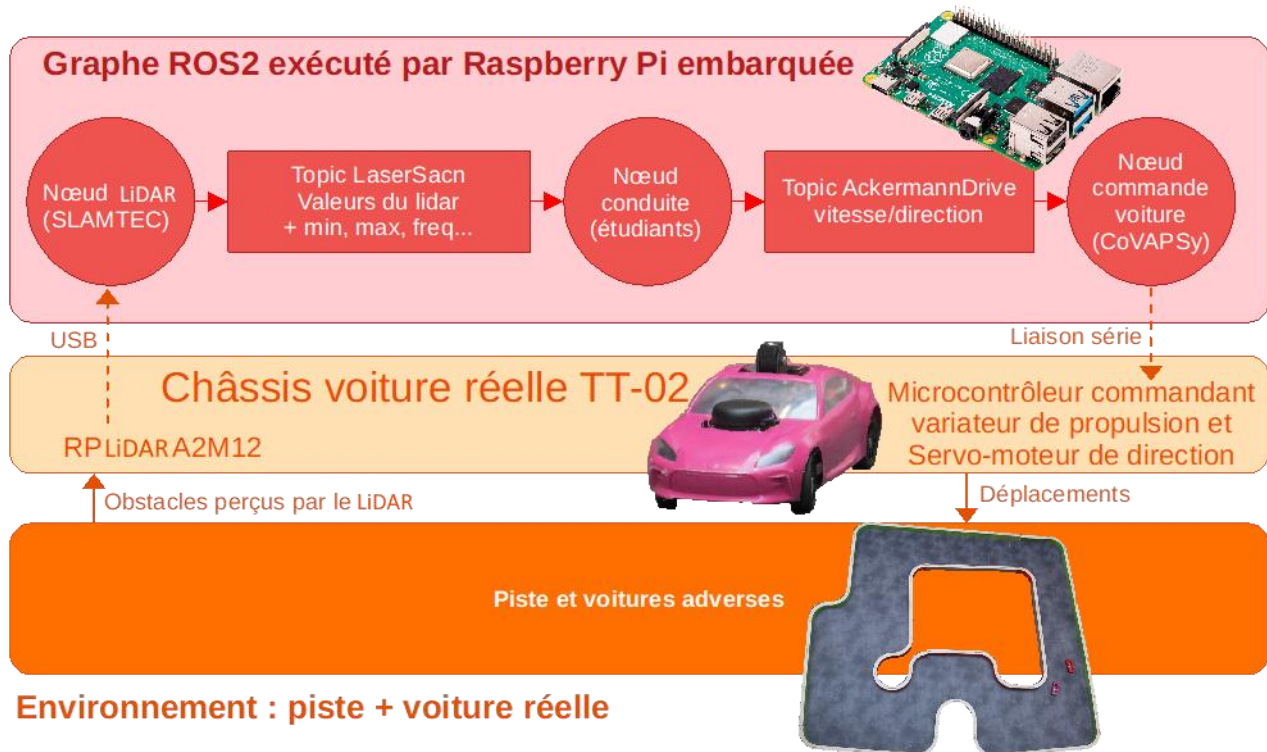 Graphe ROS2 exécuté par Raspberry Pi embarquée
Nœud LiDAR
(SLAMTEC)
Topic LaserSacn
Valeurs du lidar
+ min, max, freq...
Nœud
conduite
(étudiants)
Topic AckermannDrive
vitesse/direction
Nœud
commande
voiture
(CoVAPSy)
USB
Liaison série
Châssis voiture réelle TT-02
RPLiDAR A2M12
Microcontrôleur commandant
variateur de propulsion et
Servo-moteur de direction
Obstacles perçus par le LiDAR
Déplacements
Piste et voitures adverses
Environnement : piste + voiture réelle